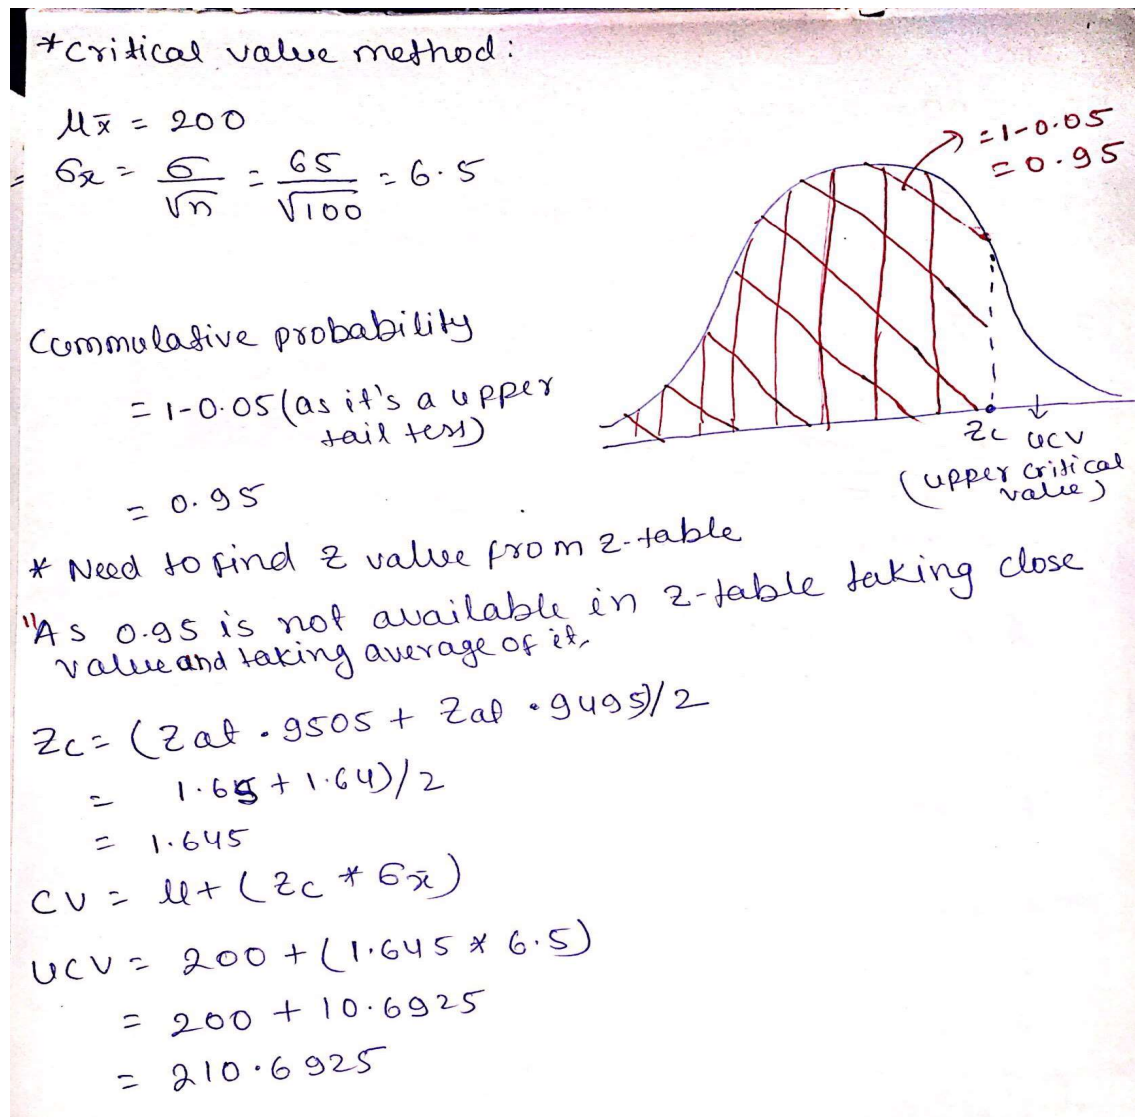 *critical value method:
μx̄ = 200
σx = σ/√n = 65/√100 = 6.5
= 1-0.05
= 0.95
Commulative probability
= 1-0.05 (as it's a upper
tail test)
= 0.95
Zc ucv
(upper critical
value)
* Need to find z value from z-table
"As 0.95 is not available in z-table taking close
value and taking average of it,
Zc = (Zat .9505 + Zat .9495)/2
= 1.65 + 1.64)/2
= 1.645
CV = μ + (Zc * σx̄)
UCV = 200 + (1.645 * 6.5)
= 200 + 10.6925
= 210.6925